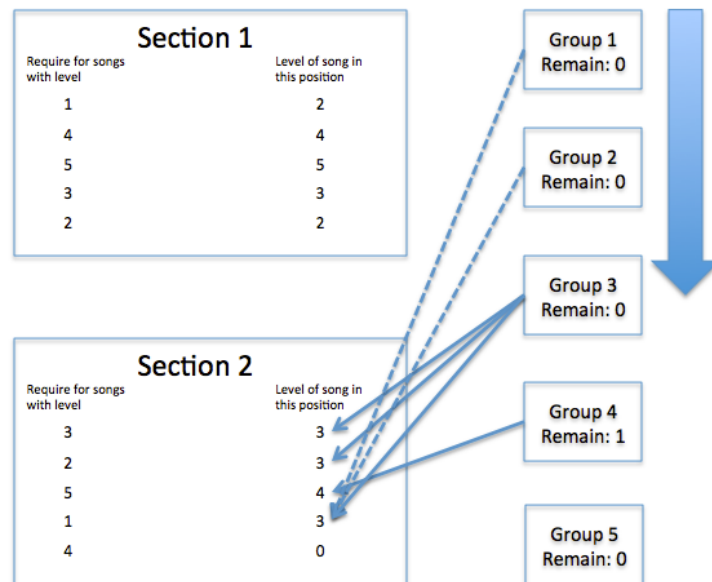 Section 1
Require for songs
with level
Level of song in
this position
1 2
4 4
5 5
3 3
2 2
Section 2
Require for songs
with level
Level of song in
this position
3 3
2 3
5 4
1 3
4 0
Group 1
Remain: 0
Group 2
Remain: 0
Group 3
Remain: 0
Group 4
Remain: 1
Group 5
Remain: 0